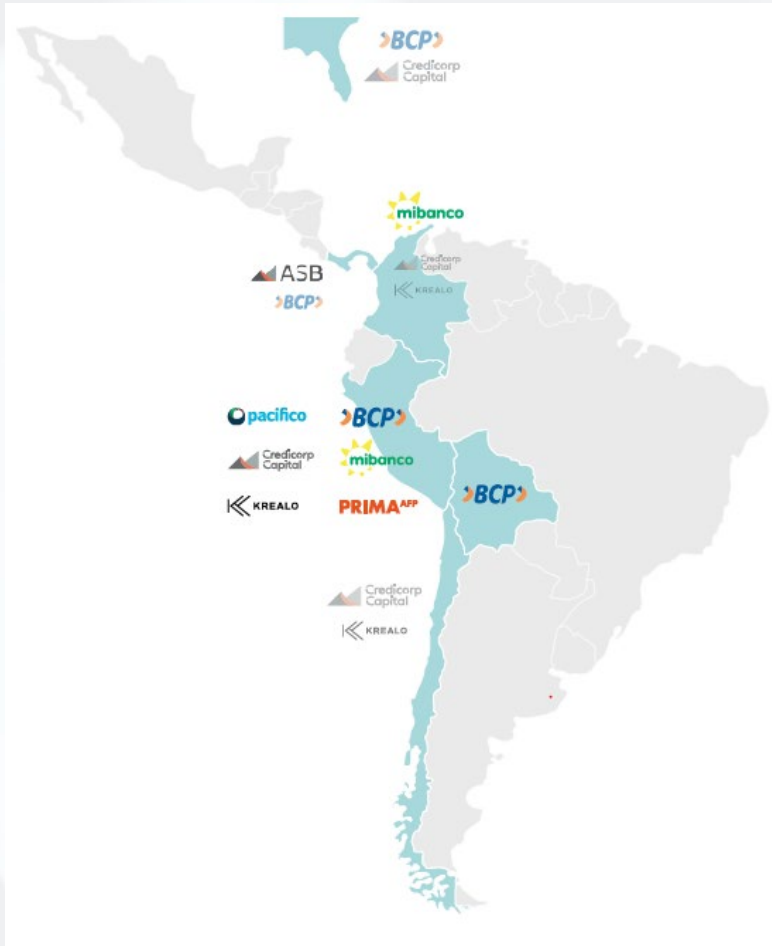 BCP
Credicorp
Capital
mibanco
Credicorp
Capital
KREALO
ASB
BCP
pacifico
BCP
Credicorp
Capital
mibanco
KREALO
PRIMA AFP
BCP
Credicorp
Capital
KREALO